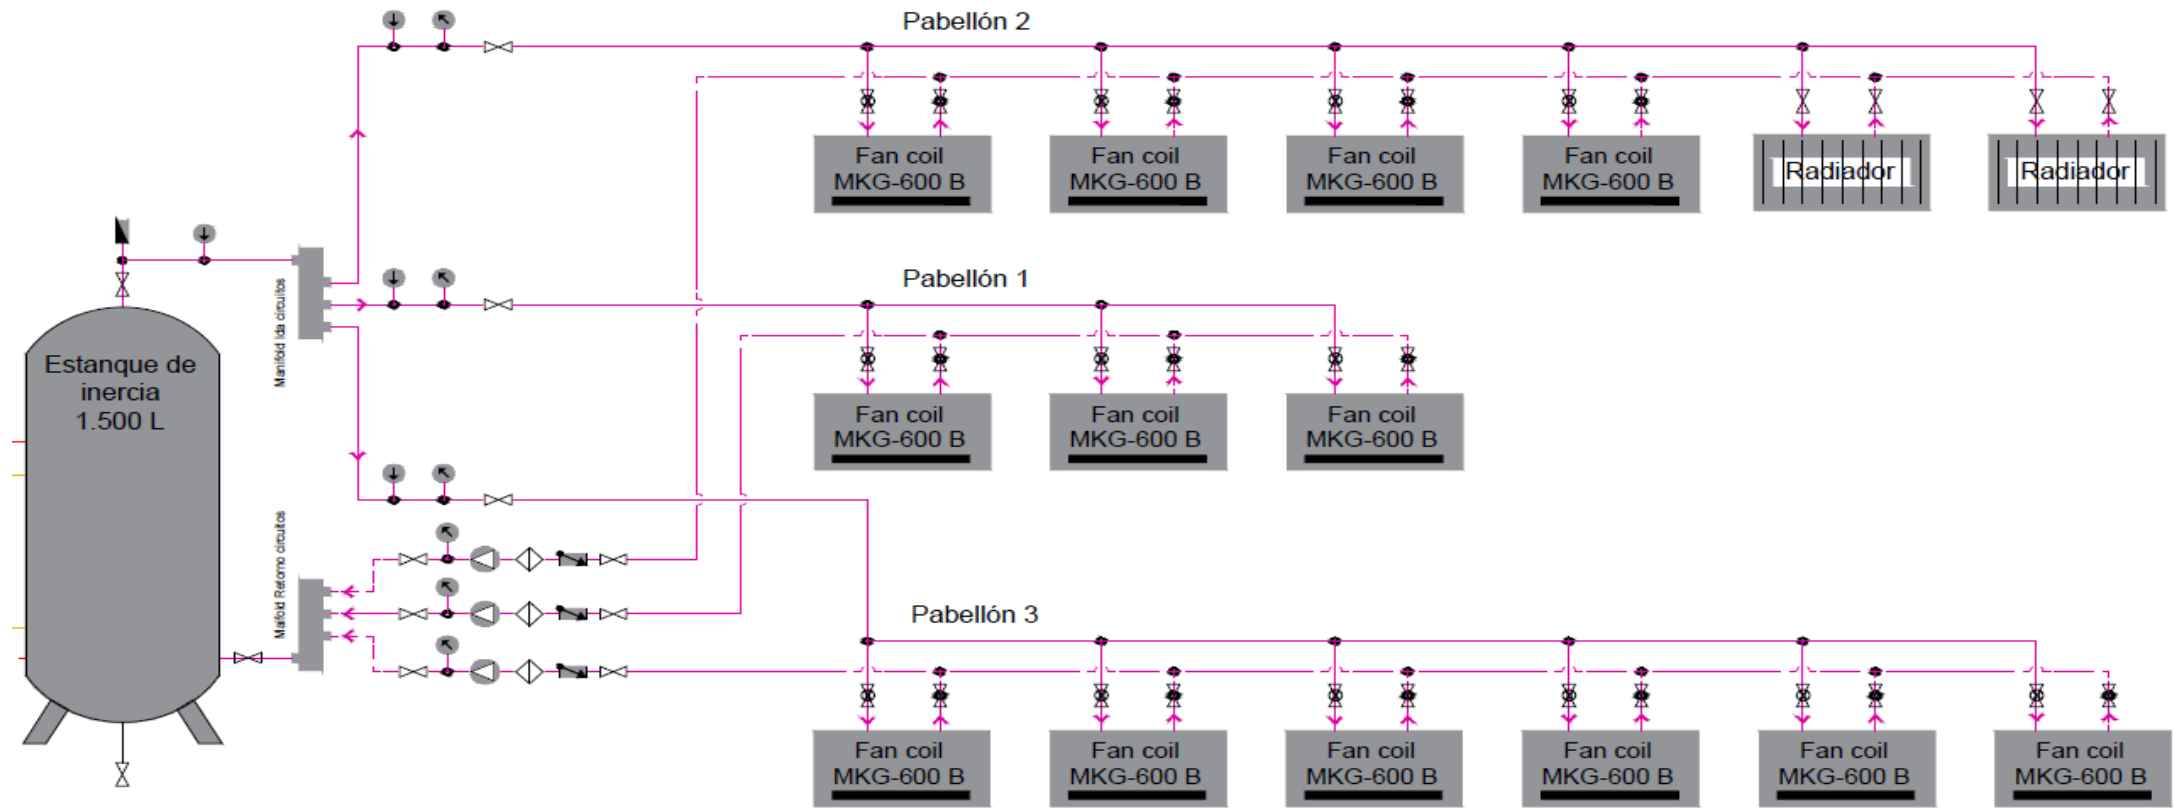 Pabellón 2
Fan coil
MKG-600 B
Fan coil
MKG-600 B
Fan coil
MKG-600 B
Fan coil
MKG-600 B
Radiador
Radiador
Manifold Ida circuitos
Pabellón 1
Estanque de
inercia
1.500 L
Fan coil
MKG-600 B
Fan coil
MKG-600 B
Fan coil
MKG-600 B
Maifold Retorno circuitos
Pabellón 3
Fan coil
MKG-600 B
Fan coil
MKG-600 B
Fan coil
MKG-600 B
Fan coil
MKG-600 B
Fan coil
MKG-600 B
Fan coil
MKG-600 B